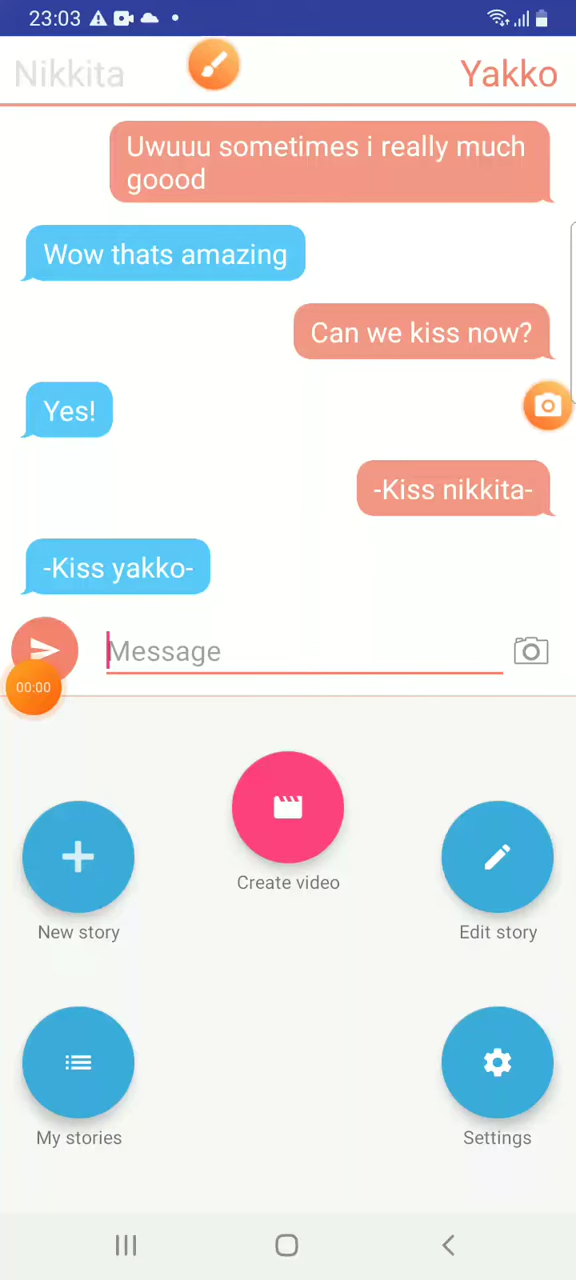 23:03
Nikkita
Yakko
Uwuuu sometimes i really much
goood
Wow thats amazing
Can we kiss now?
Yes!
-Kiss nikkita-
-Kiss yakko-
Message
00:00
Create video
New story
Edit story
My stories
Settings